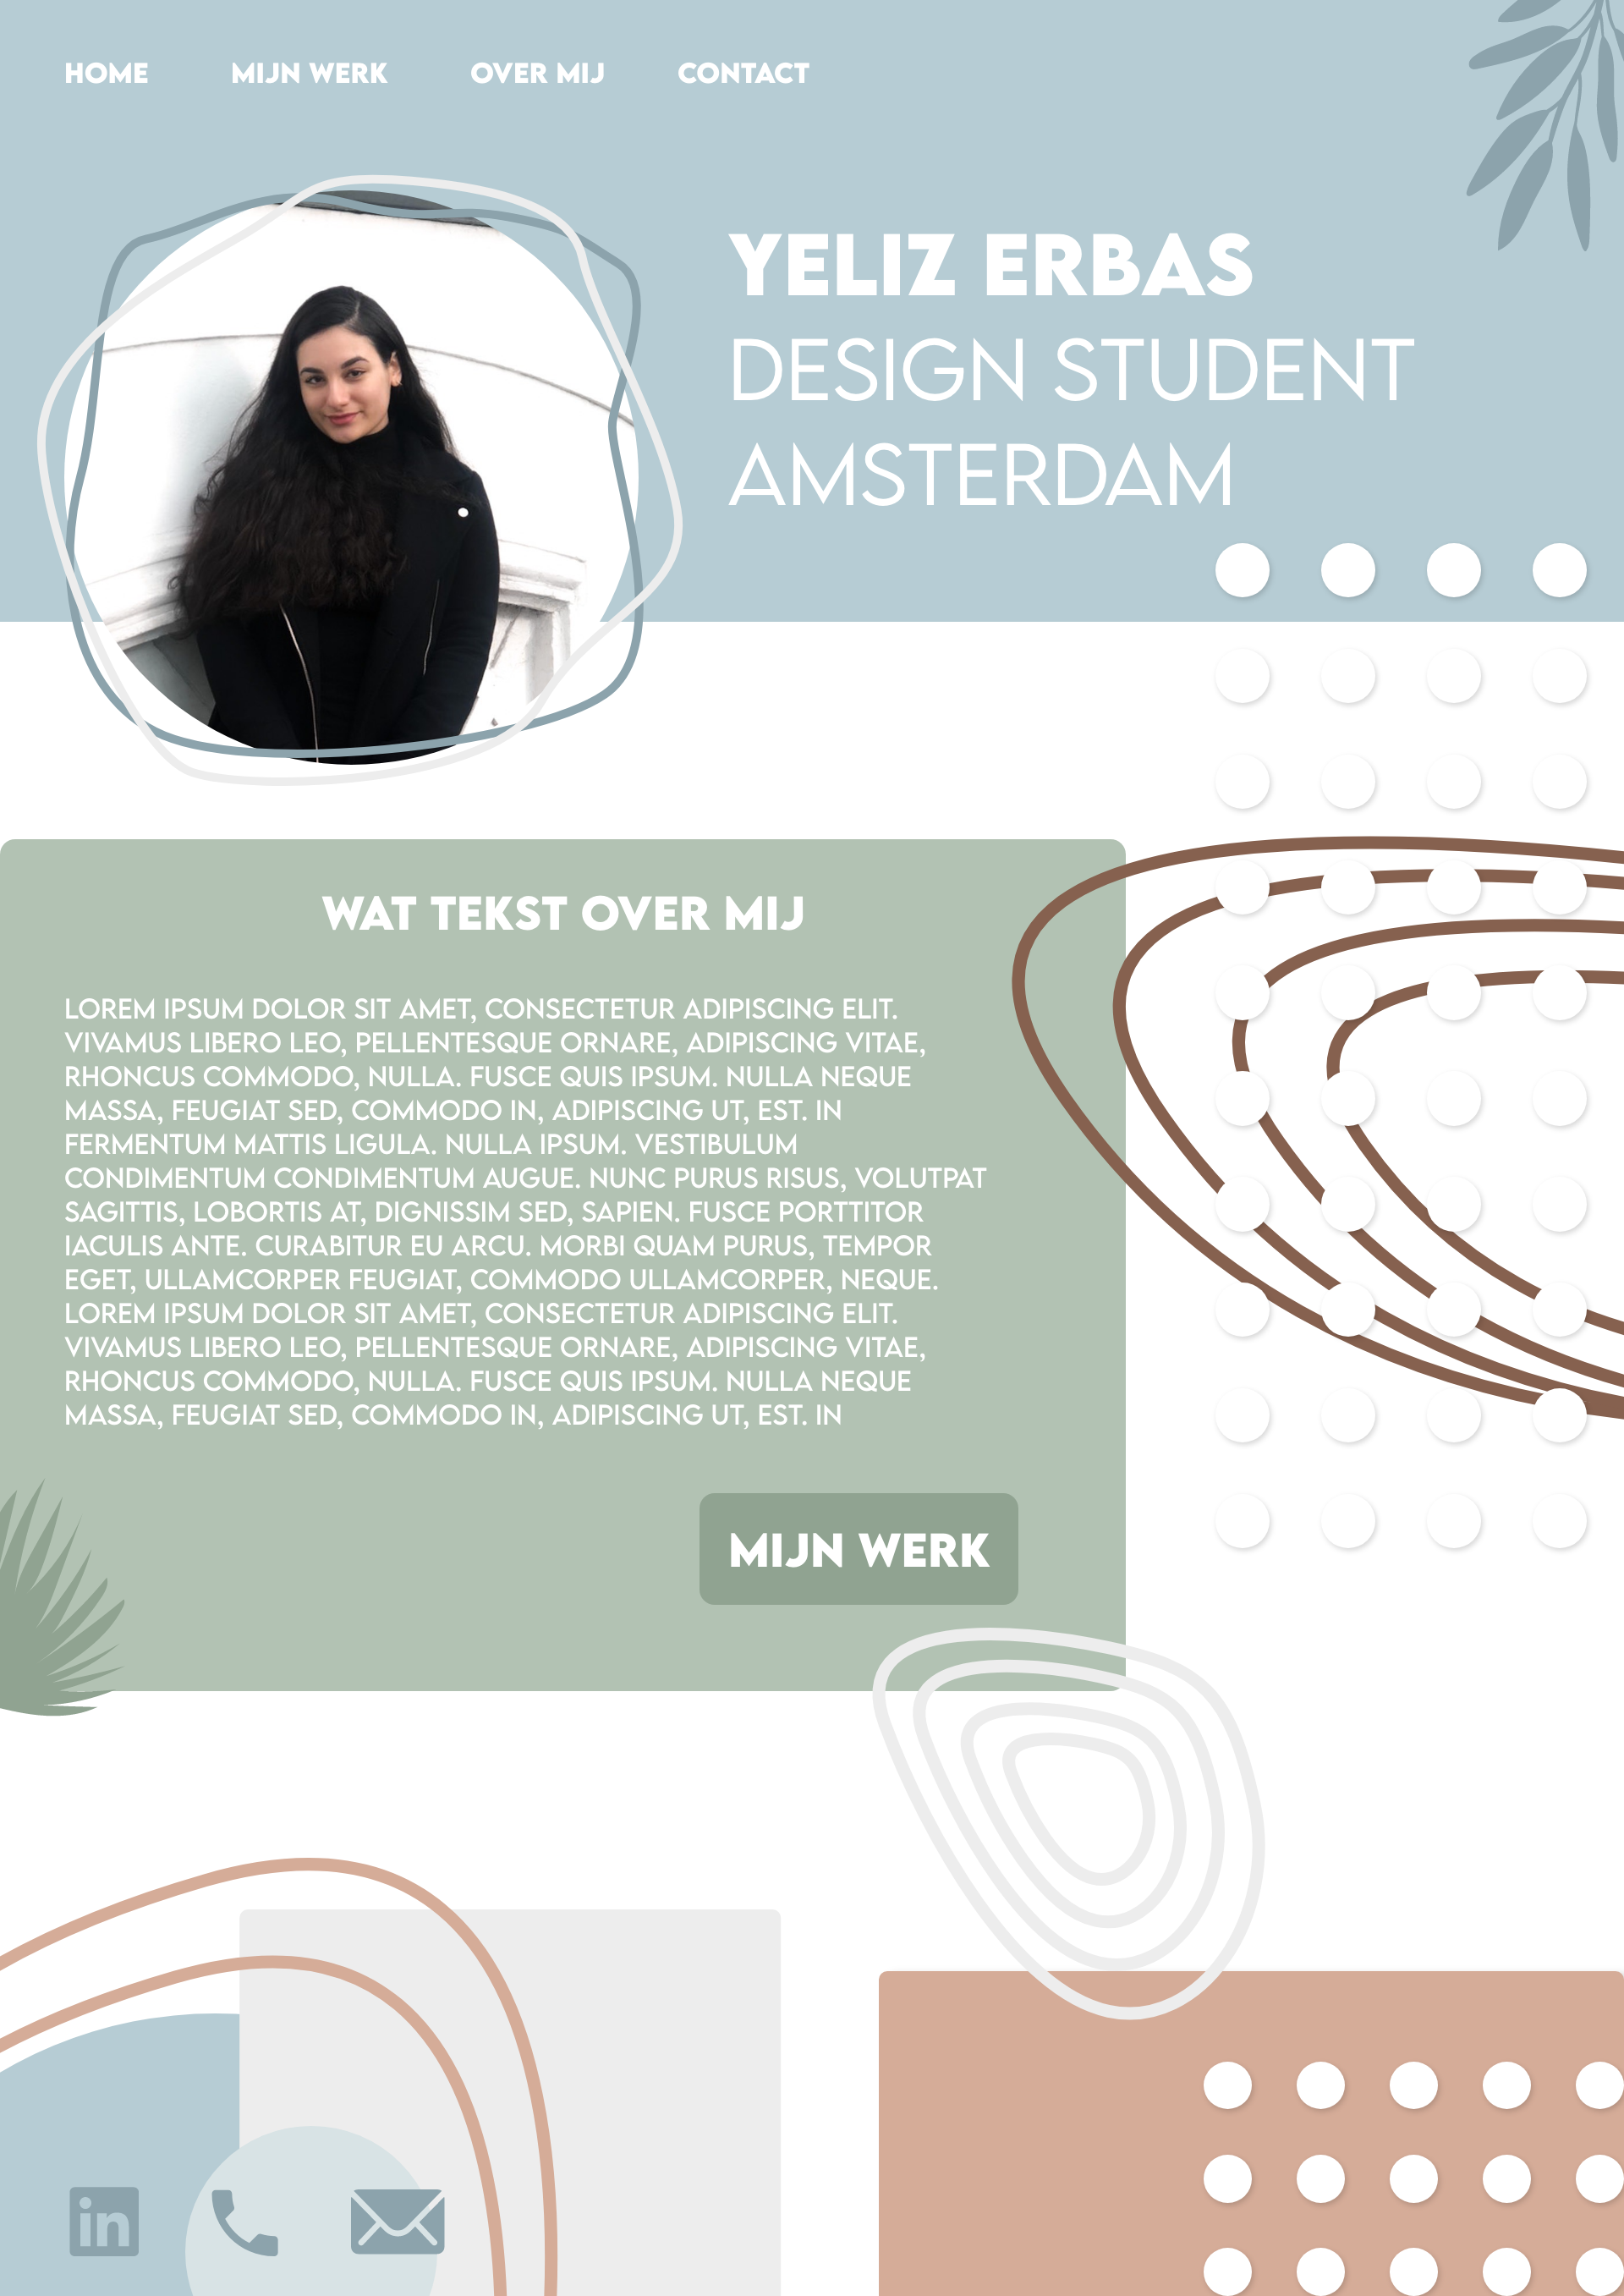 HOME MIJN WERK OVER MIJ CONTACT
YELIZ ERBAS
DESIGN STUDENT
AMSTERDAM
WAT TEKST OVER MIJ
LOREM IPSUM DOLOR SIT AMET, CONSECTETUR ADIPISCING ELIT.
VIVAMUS LIBERO LEO, PELLENTESQUE ORNARE, ADIPISCING VITAE,
RHONCUS COMMODO, NULLA. FUSCE QUIS IPSUM. NULLA NEQUE
MASSA, FEUGIAT SED, COMMODO IN, ADIPISCING UT, EST. IN
FERMENTUM MATTIS LIGULA. NULLA IPSUM. VESTIBULUM
CONDIMENTUM CONDIMENTUM AUGUE. NUNC PURUS RISUS, VOLUTPAT
SAGITTIS, LOBORTIS AT, DIGNISSIM SED, SAPIEN. FUSCE PORTTITOR
IACULIS ANTE. CURABITUR EU ARCU. MORBI QUAM PURUS, TEMPOR
EGET, ULLAMCORPER FEUGIAT, COMMODO ULLAMCORPER, NEQUE.
LOREM IPSUM DOLOR SIT AMET, CONSECTETUR ADIPISCING ELIT.
VIVAMUS LIBERO LEO, PELLENTESQUE ORNARE, ADIPISCING VITAE,
RHONCUS COMMODO, NULLA. FUSCE QUIS IPSUM. NULLA NEQUE
MASSA, FEUGIAT SED, COMMODO IN, ADIPISCING UT, EST. IN
MIJN WERK
in